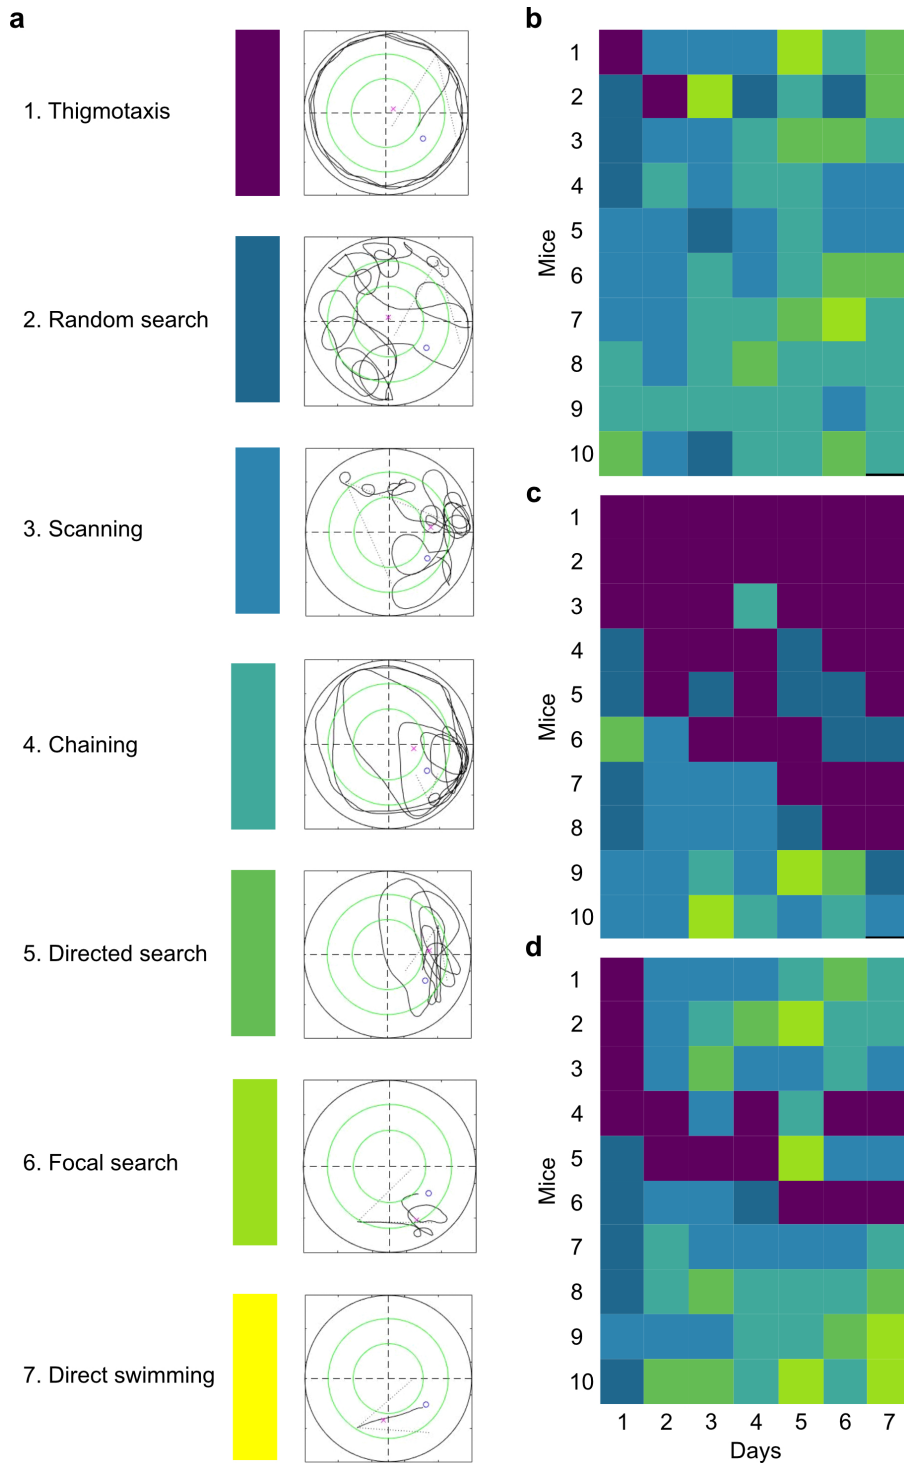 a
1. Thigmotaxis
2. Random search
3. Scanning
4. Chaining
5. Directed search
6. Focal search
7. Direct swimming
b
Mice
1
2
3
4
5
6
7
8
9
10
c
Mice
1
2
3
4
5
6
7
8
9
10
d
Mice
1
2
3
4
5
6
7
8
9
10
1 2 3 4 5 6 7
Days